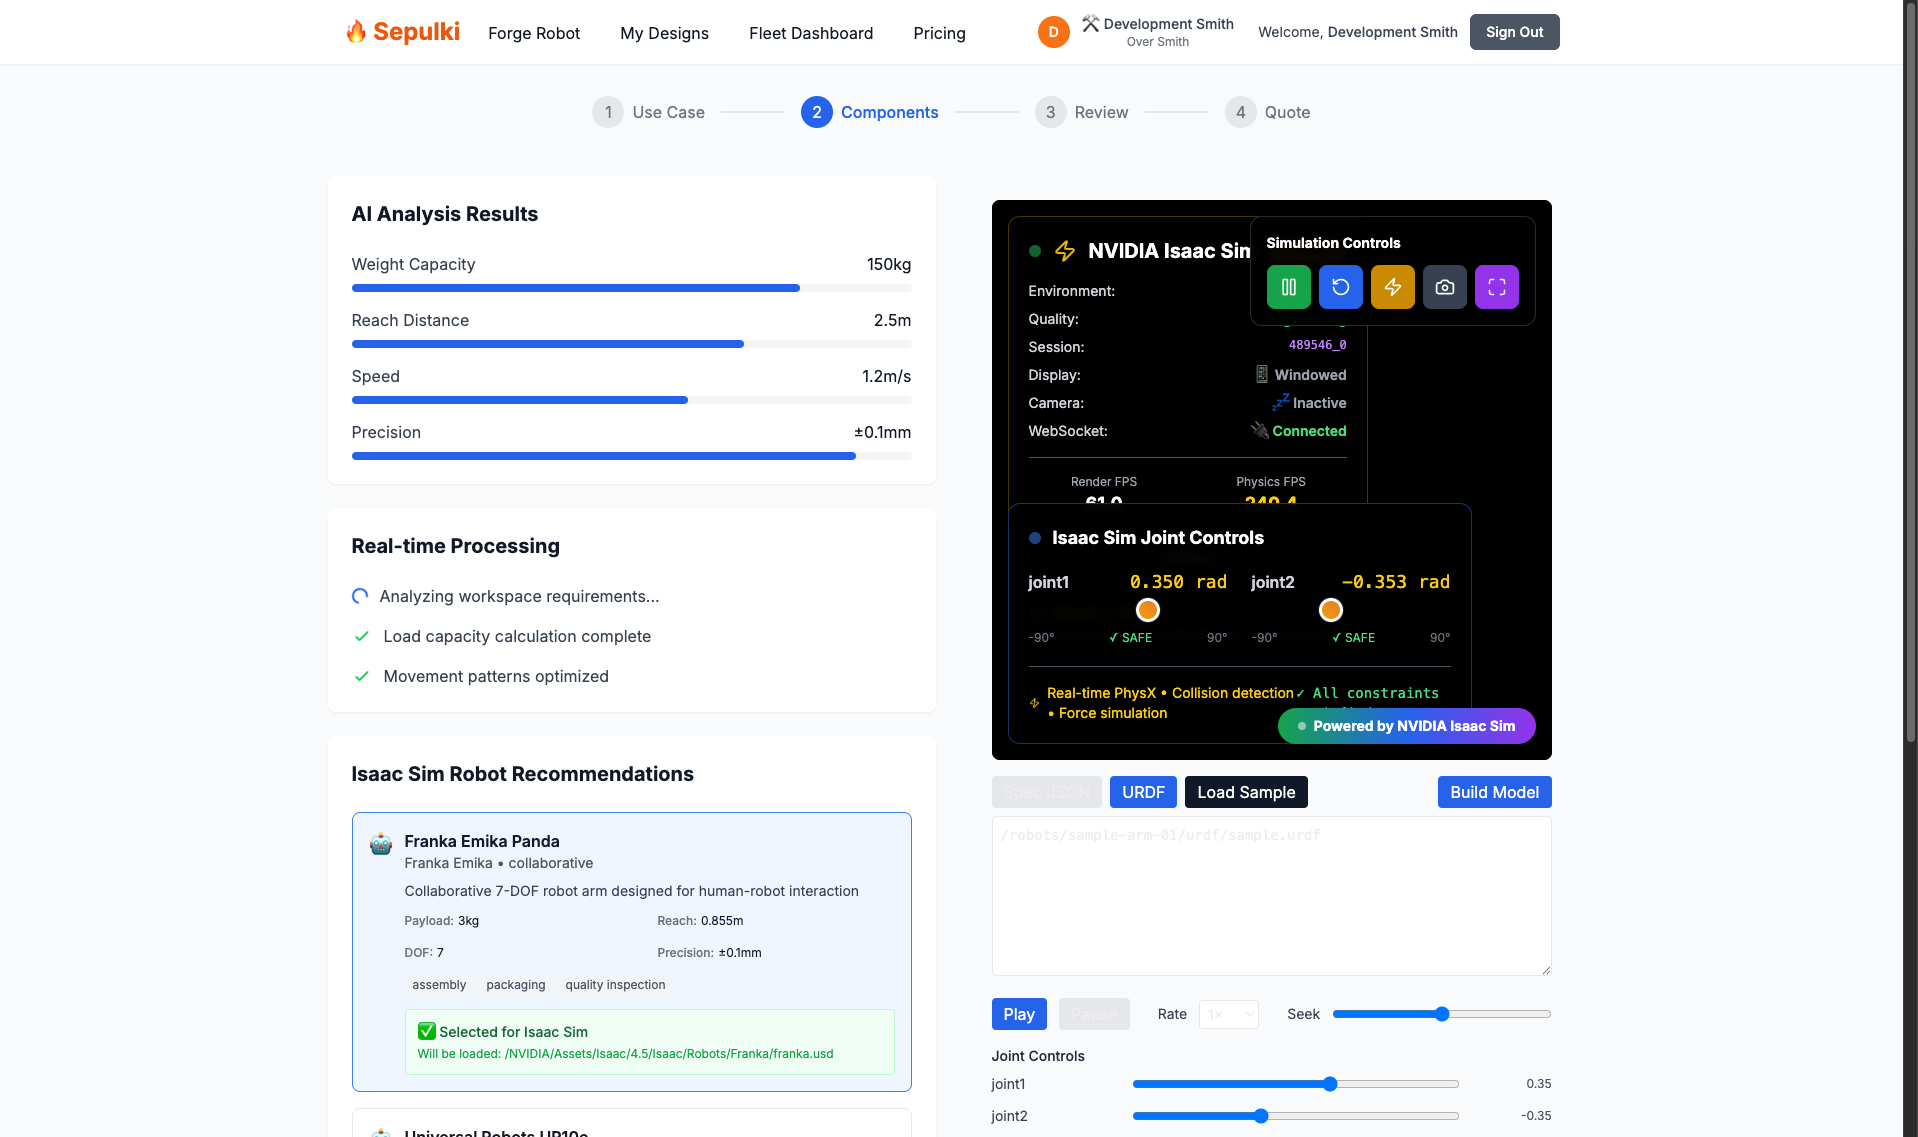 Sepulki
Forge Robot
My Designs
Fleet Dashboard
Pricing
D
Development Smith
Over Smith
Welcome, Development Smith
Sign Out
1 Use Case
2 Components
3 Review
4 Quote
AI Analysis Results
Weight Capacity 150kg
Reach Distance 2.5m
Speed 1.2m/s
Precision ±0.1mm
Real-time Processing
Analyzing workspace requirements...
Load capacity calculation complete
Movement patterns optimized
Isaac Sim Robot Recommendations
Franka Emika Panda
Franka Emika • collaborative
Collaborative 7-DOF robot arm designed for human-robot interaction
Payload: 3kg Reach: 0.855m
DOF: 7 Precision: ±0.1mm
assembly packaging quality inspection
Selected for Isaac Sim
Will be loaded: /NVIDIA/Assets/Isaac/4.5/Isaac/Robots/Franka/franka.usd
Universal Robots UR10e
NVIDIA Isaac Sim
Simulation Controls
Environment:
Quality:
Session: 489546_0
Display: Windowed
Camera: Inactive
WebSocket: Connected
Render FPS Physics FPS
61.0 240.4
Isaac Sim Joint Controls
joint1 0.350 rad joint2 -0.353 rad
-90° ✓ SAFE 90° -90° ✓ SAFE 90°
Real-time PhysX • Collision detection
• Force simulation
✓ All constraints
Powered by NVIDIA Isaac Sim
Spec JSON
URDF
Load Sample
Build Model
/robots/sample-arm-01/urdf/sample.urdf
Play
Pause
Rate 1×
Seek
Joint Controls
joint1 0.35
joint2 -0.35